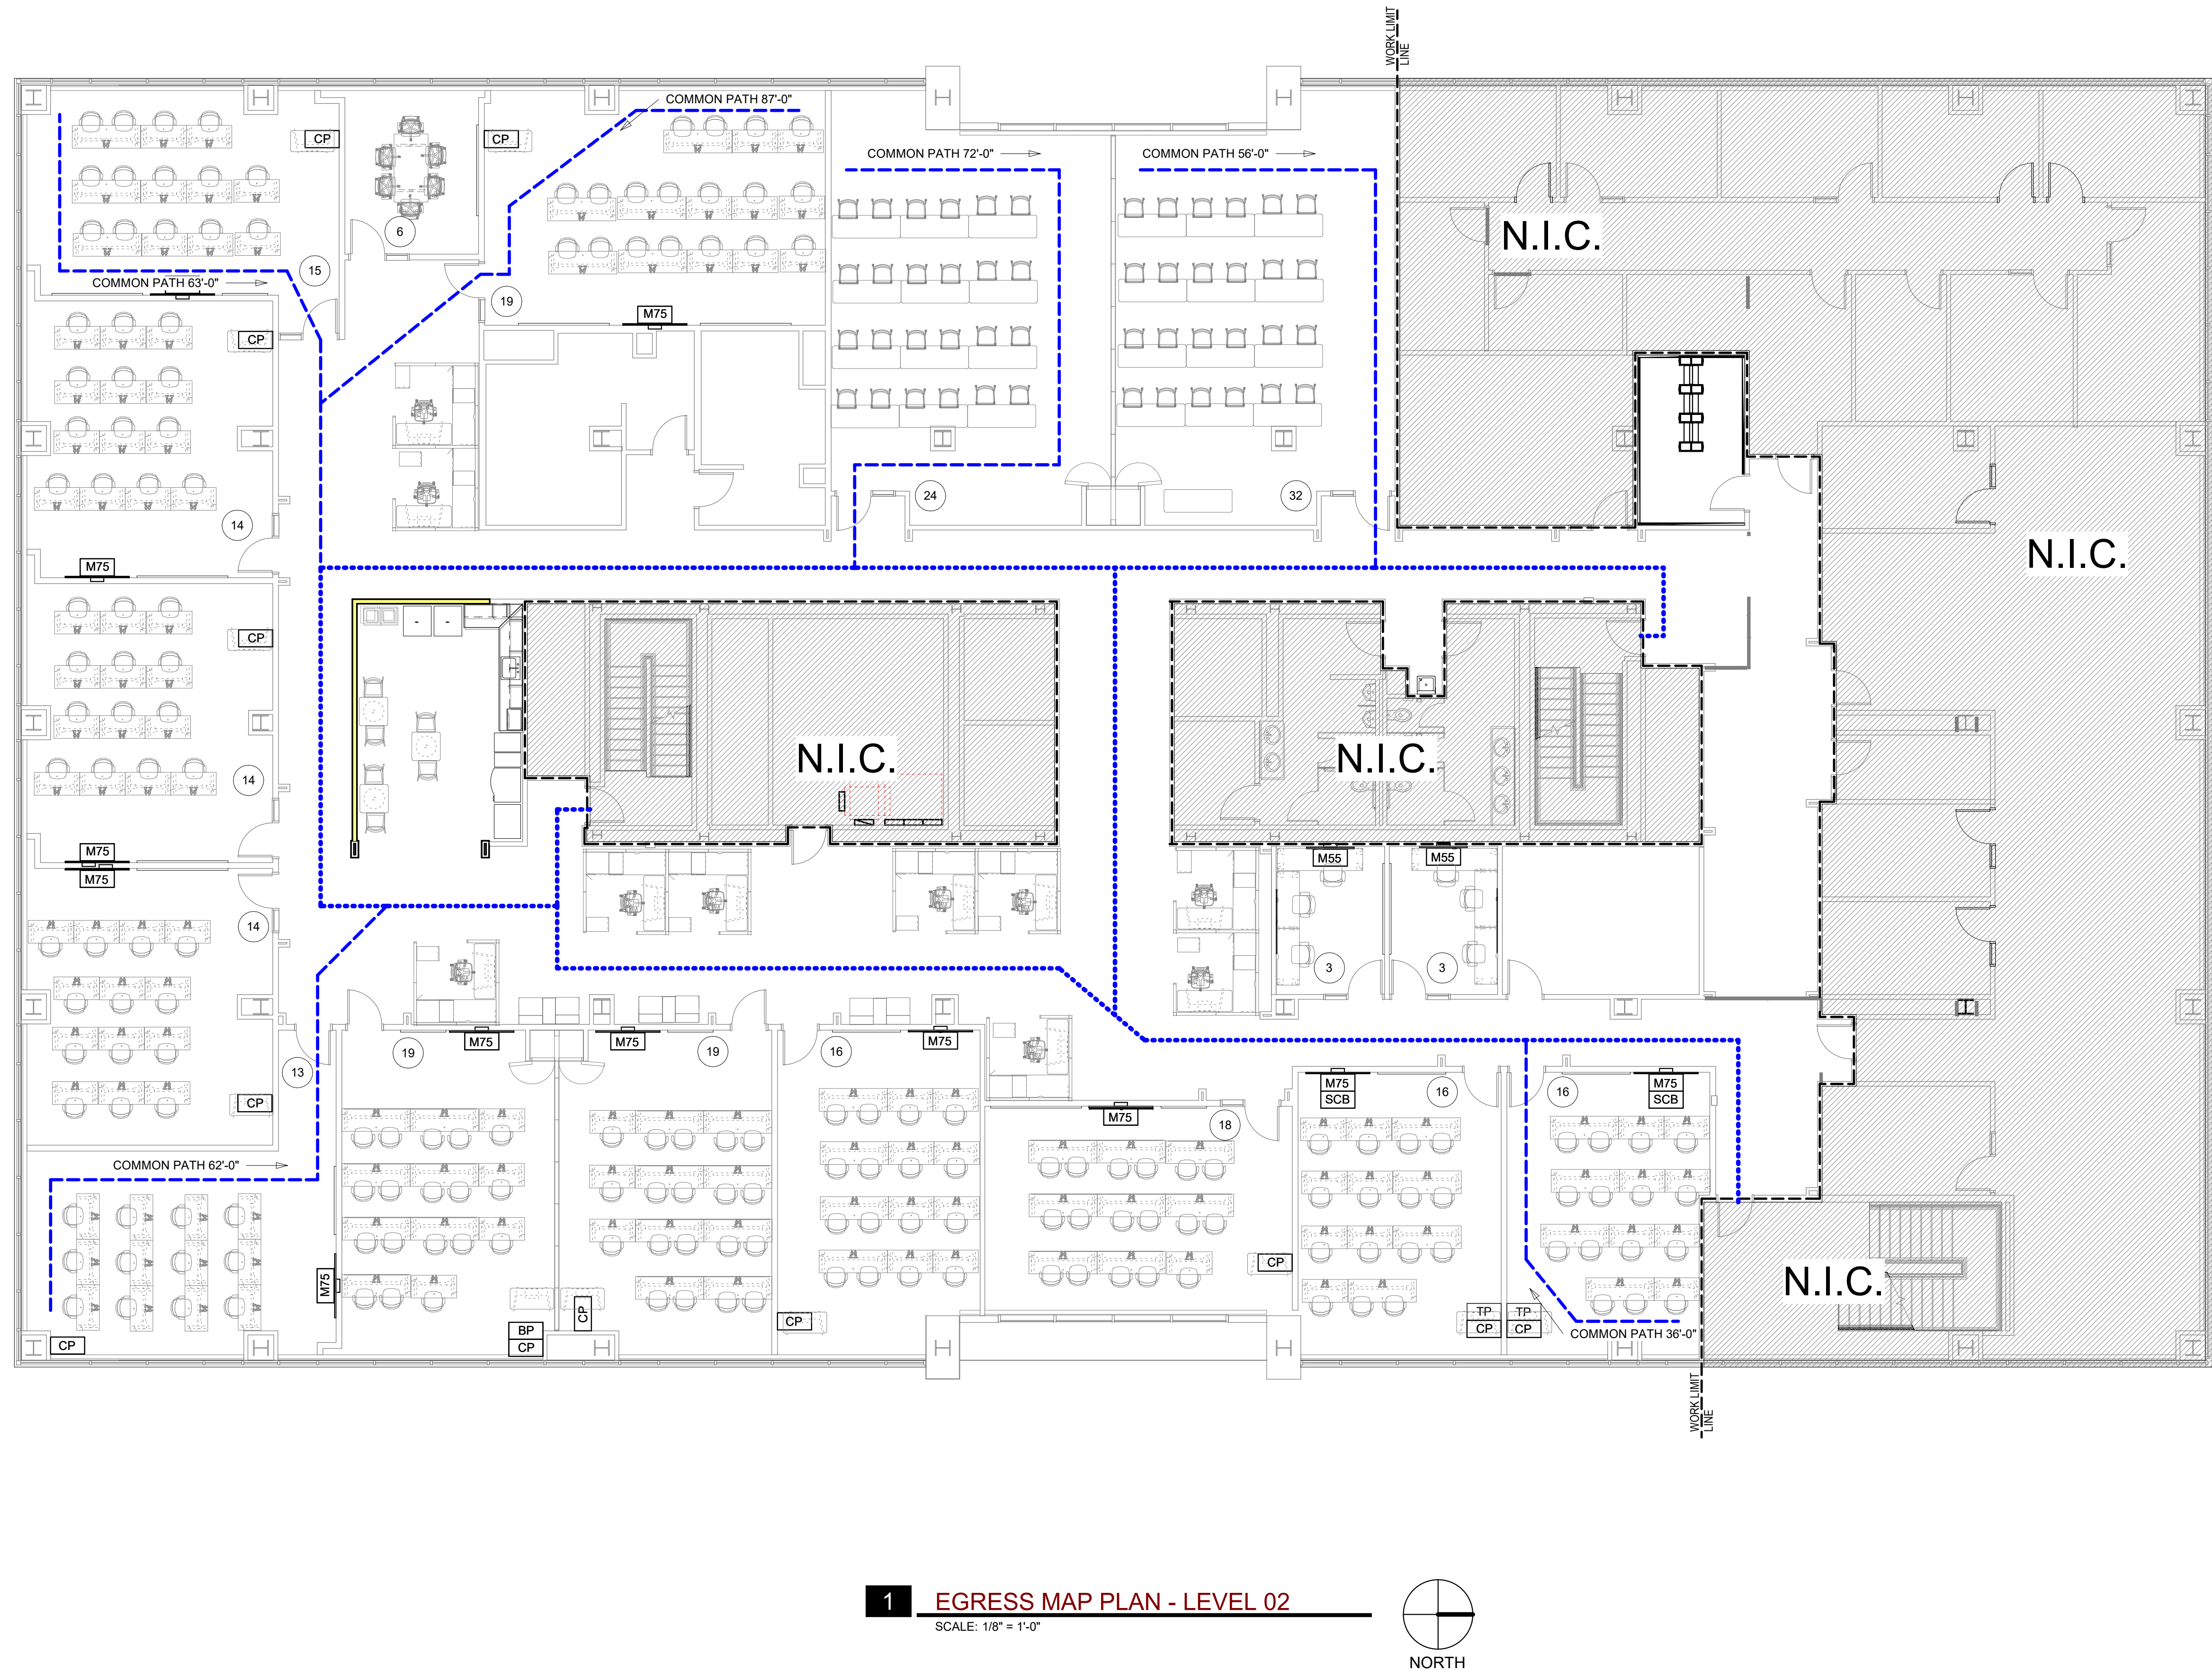 WORK LIMIT
LINE
COMMON PATH 87'-0"
CP
CP
COMMON PATH 72'-0"
COMMON PATH 56'-0"
6
N.I.C.
15
COMMON PATH 63'-0"
19
M75
CP
24
32
14
N.I.C.
M75
CP
N.I.C.
N.I.C.
14
M75
M75
M55
M55
14
3
3
19
M75
M75
19
16
M75
13
CP
M75
SCB
16
16
M75
SCB
M75
18
COMMON PATH 62'-0"
CP
M75
N.I.C.
CP
CP
TP
CP
TP
CP
BP
CP
CP
COMMON PATH 36'-0"
WORK LIMIT
LINE
1
EGRESS MAP PLAN - LEVEL 02
SCALE: 1/8" = 1'-0"
NORTH